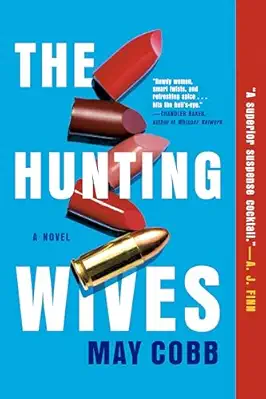 THE
"Rowdy women,
smart twists, and
refreshing spice . . .
hits the bull's-eye."
—CHANDLER BAKER,
author of Whisper Network
HUNTING
A NOVEL
WIVES
MAY COBB
"A superior suspense cocktail."—A. J. FINN